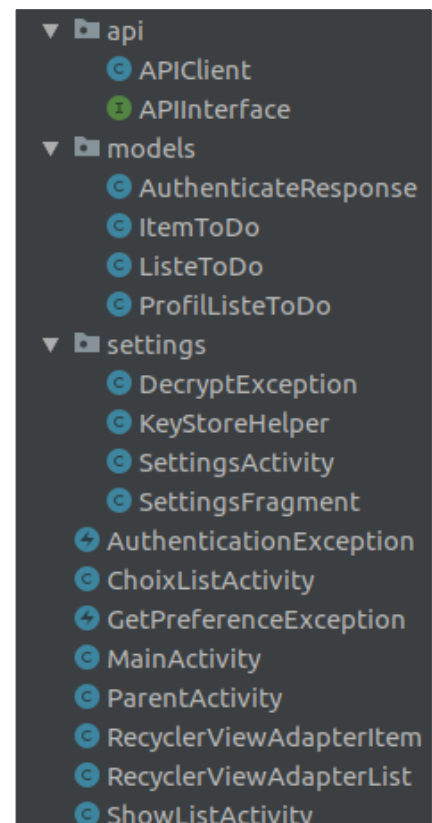 api
APIClient
APIInterface
models
AuthenticateResponse
ItemToDo
ListeToDo
ProfilListeToDo
settings
DecryptException
KeyStoreHelper
SettingsActivity
SettingsFragment
AuthenticationException
ChoixListActivity
GetPreferenceException
MainActivity
ParentActivity
RecyclerViewAdapterItem
RecyclerViewAdapterList
ShowListActivity